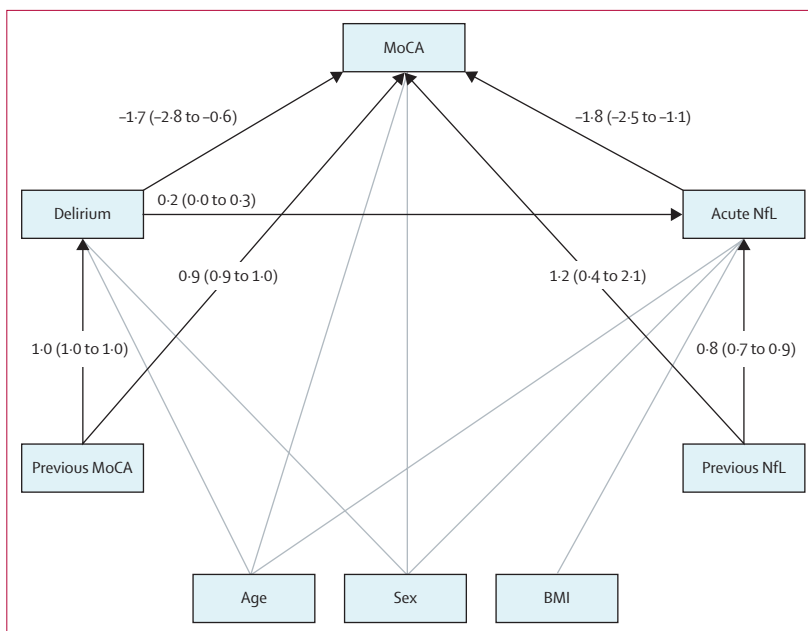 MoCA
–1·7 (–2·8 to –0·6)
–1·8 (–2·5 to –1·1)
Delirium
0·2 (0·0 to 0·3)
Acute NfL
0·9 (0·9 to 1·0)
1·2 (0·4 to 2·1)
1·0 (1·0 to 1·0)
0·8 (0·7 to 0·9)
Previous MoCA
Previous NfL
Age
Sex
BMI